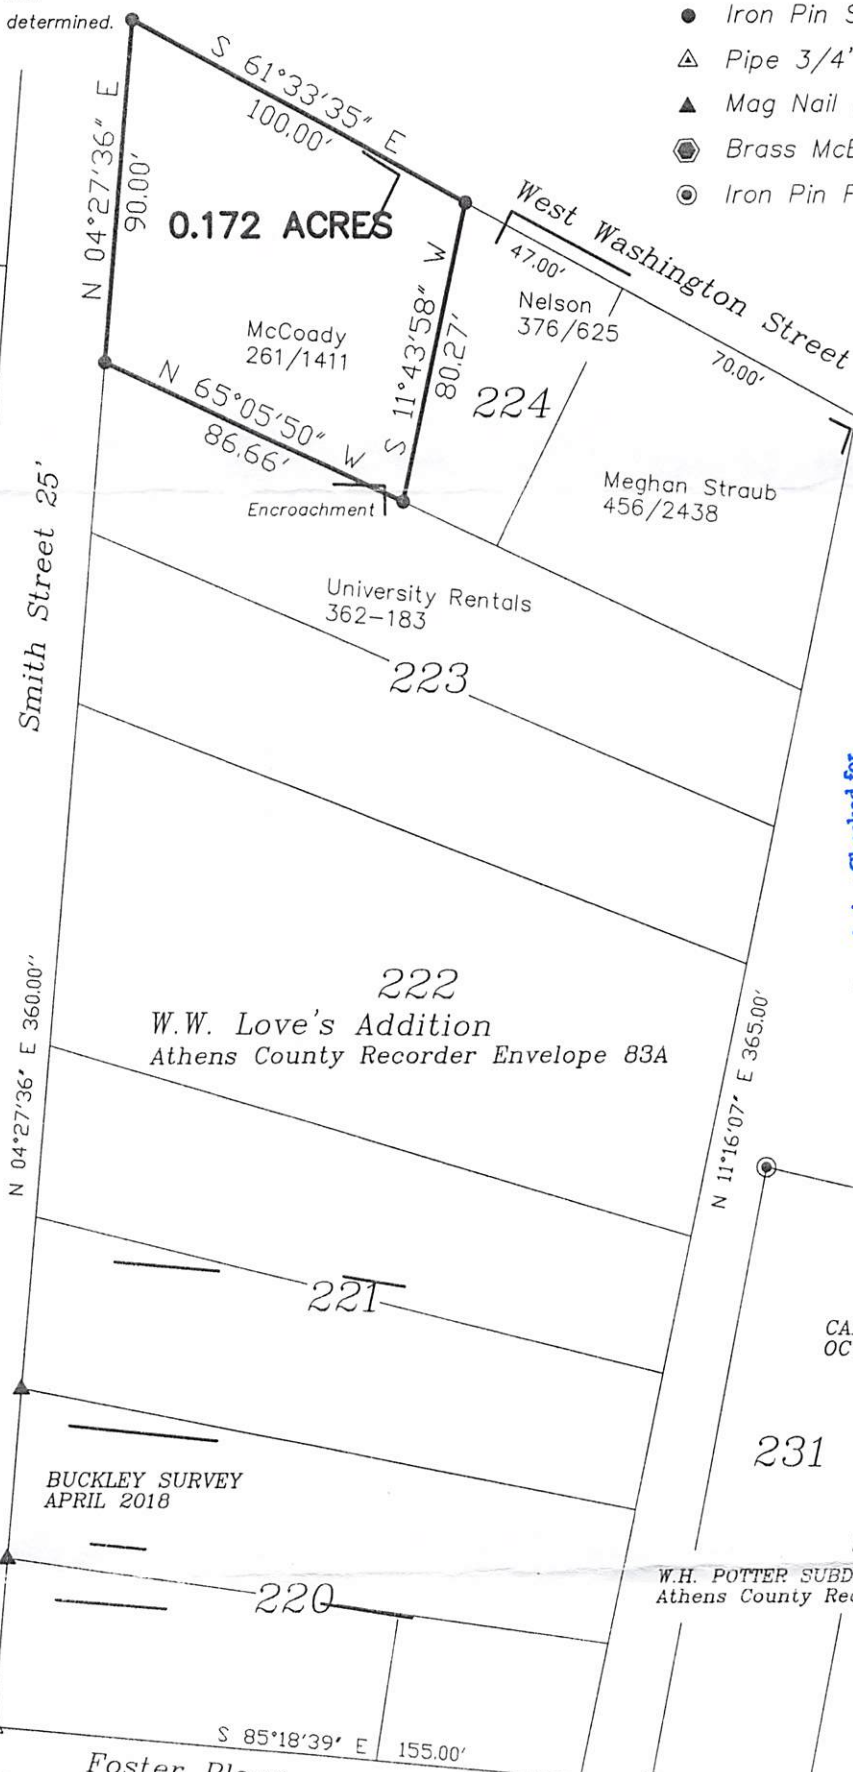 determined.
Iron Pin
Pipe 3/4"
Mag Nail
Brass
Iron Pin
S 61°33'35" E
100.00'
N 04°27'36" E
90.00'
0.172 ACRES
McCoady
261/1411
S 11°43'58" W
80.27'
N 65°05'50" W
86.66'
Encroachment
West Washington Street
47.00'
Nelson
376/625
70.00'
224
Meghan Straub
456/2438
Smith Street 25'
University Rentals
362-183
223
222
W.W. Love's Addition
Athens County Recorder Envelope 83A
N 04°27'36" E 360.00''
N 11°16'07" E 365.00'
221
231
BUCKLEY SURVEY
APRIL 2018
220
W.H. POTTER
Athens County
S 85°18'39" E 155.00'
Foster